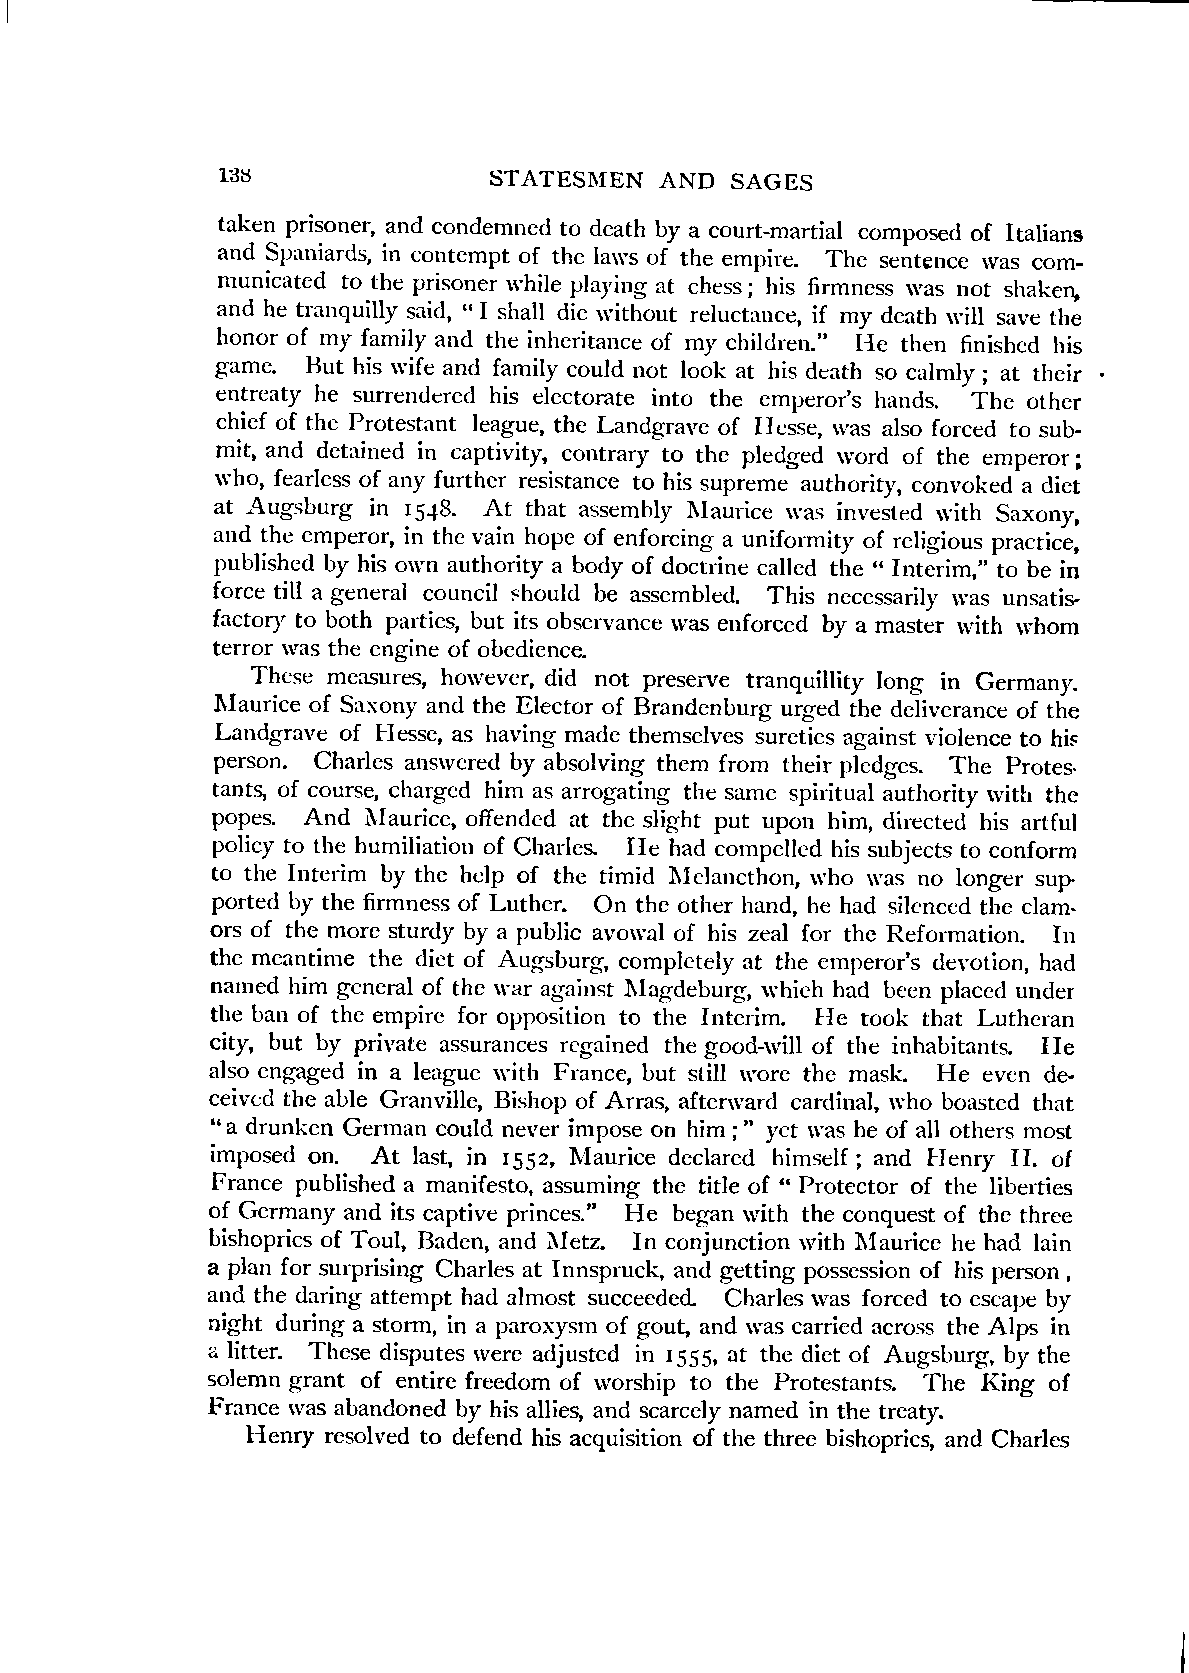 138 STATESMEN AND SAGES
taken prisoner, and condemned to death by a court-martial composed of Italians
and Spaniards, in contempt of the laws of the empire. The sentence was com-
municated to the prisoner while playing at chess; his firmness was not shaken,
and he tranquilly said, “I shall die without reluctance, if my death will save the
honor of my family and the inheritance of my children.” He then finished his
game. But his wife and family could not look at his death so calmly; at their
entreaty he surrendered his electorate into the emperor's hands. The other
chief of the Protestant league, the Landgrave of Hesse, was also forced to sub-
mit, and detained in captivity, contrary to the pledged word of the emperor;
who, fearless of any further resistance to his supreme authority, convoked a diet
at Augsburg in 1548. At that assembly Maurice was invested with Saxony,
and the emperor, in the vain hope of enforcing a uniformity of religious practice,
published by his own authority a body of doctrine called the “Interim,” to be in
force till a general council should be assembled. This necessarily was unsatis-
factory to both parties, but its observance was enforced by a master with whom
terror was the engine of obedience.
These measures, however, did not preserve tranquillity long in Germany.
Maurice of Saxony and the Elector of Brandenburg urged the deliverance of the
Landgrave of Hesse, as having made themselves sureties against violence to his
person. Charles answered by absolving them from their pledges. The Protes-
tants, of course, charged him as arrogating the same spiritual authority with the
popes. And Maurice, offended at the slight put upon him, directed his artful
policy to the humiliation of Charles. He had compelled his subjects to conform
to the Interim by the help of the timid Melancthon, who was no longer sup-
ported by the firmness of Luther. On the other hand, he had silenced the clam-
ors of the more sturdy by a public avowal of his zeal for the Reformation. In
the meantime the diet of Augsburg, completely at the emperor's devotion, had
named him general of the war against Magdeburg, which had been placed under
the ban of the empire for opposition to the Interim. He took that Lutheran
city, but by private assurances regained the good-will of the inhabitants. He
also engaged in a league with France, but still wore the mask. He even de-
ceived the able Granville, Bishop of Arras, afterward cardinal, who boasted that
“a drunken German could never impose on him;” yet was he of all others most
imposed on. At last, in 1552, Maurice declared himself; and Henry II. of
France published a manifesto, assuming the title of “Protector of the liberties
of Germany and its captive princes.” He began with the conquest of the three
bishoprics of Toul, Baden, and Metz. In conjunction with Maurice he had lain
a plan for surprising Charles at Innspruck, and getting possession of his person,
and the daring attempt had almost succeeded. Charles was forced to escape by
night during a storm, in a paroxysm of gout, and was carried across the Alps in
a litter. These disputes were adjusted in 1555, at the diet of Augsburg, by the
solemn grant of entire freedom of worship to the Protestants. The King of
France was abandoned by his allies, and scarcely named in the treaty.
Henry resolved to defend his acquisition of the three bishoprics, and Charles